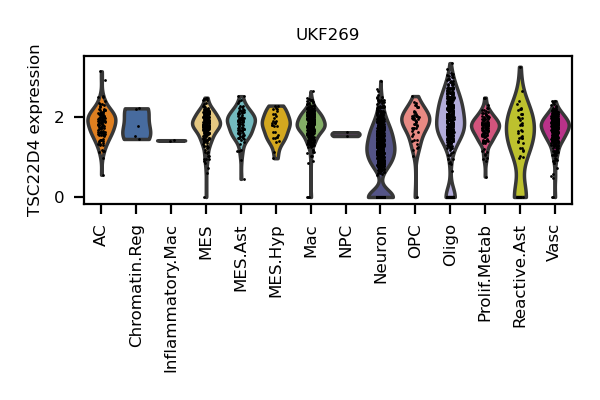 UKF269
TSC22D4 expression
2
0
AC
Chromatin.Reg
Inflammatory.Mac
MES
MES.Ast
MES.Hyp
Mac
NPC
Neuron
OPC
Oligo
Prolif.Metab
Reactive.Ast
Vasc